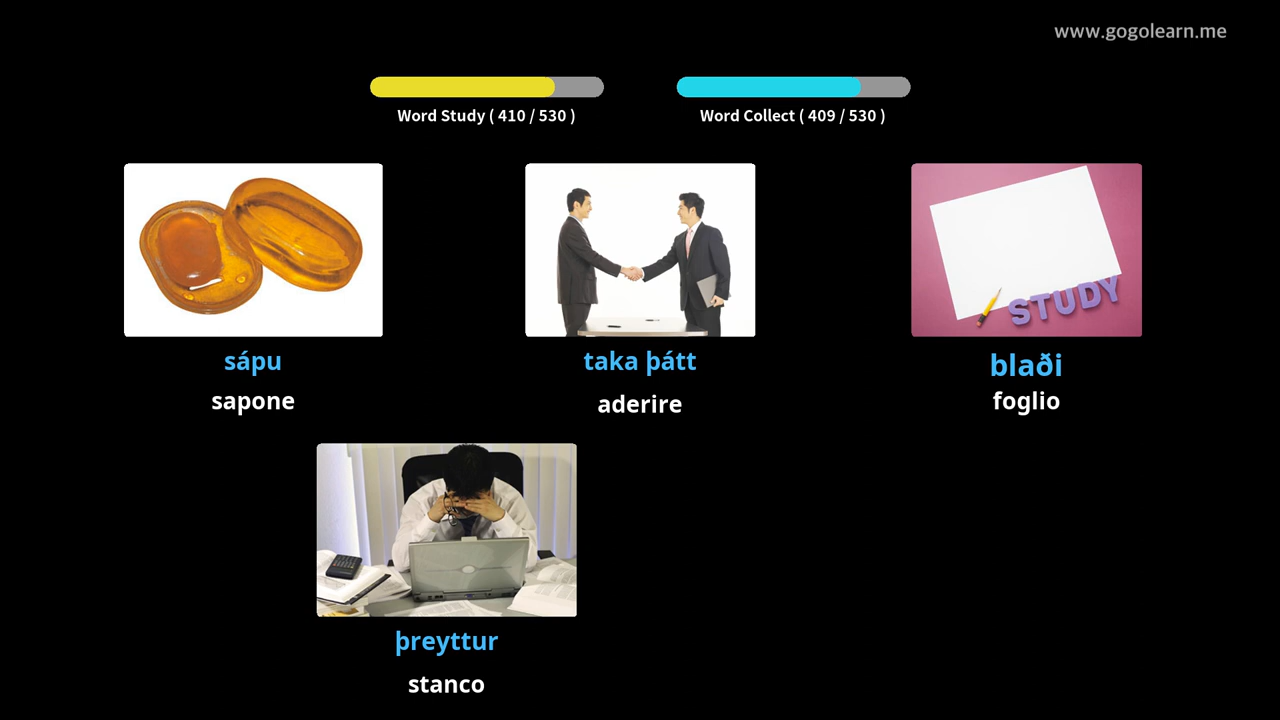 www.gogolearn.me
Word Study ( 410 / 530 )
Word Collect ( 409 / 530 )
STUDY
sápu
sapone
taka þátt
aderire
blaði
foglio
þreyttur
stanco